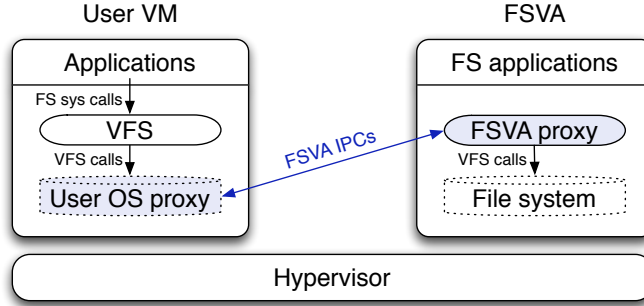 User VM
FSVA
Applications
FS applications
FS sys calls
VFS
FSVA IPCs
FSVA proxy
VFS calls
VFS calls
User OS proxy
File system
Hypervisor